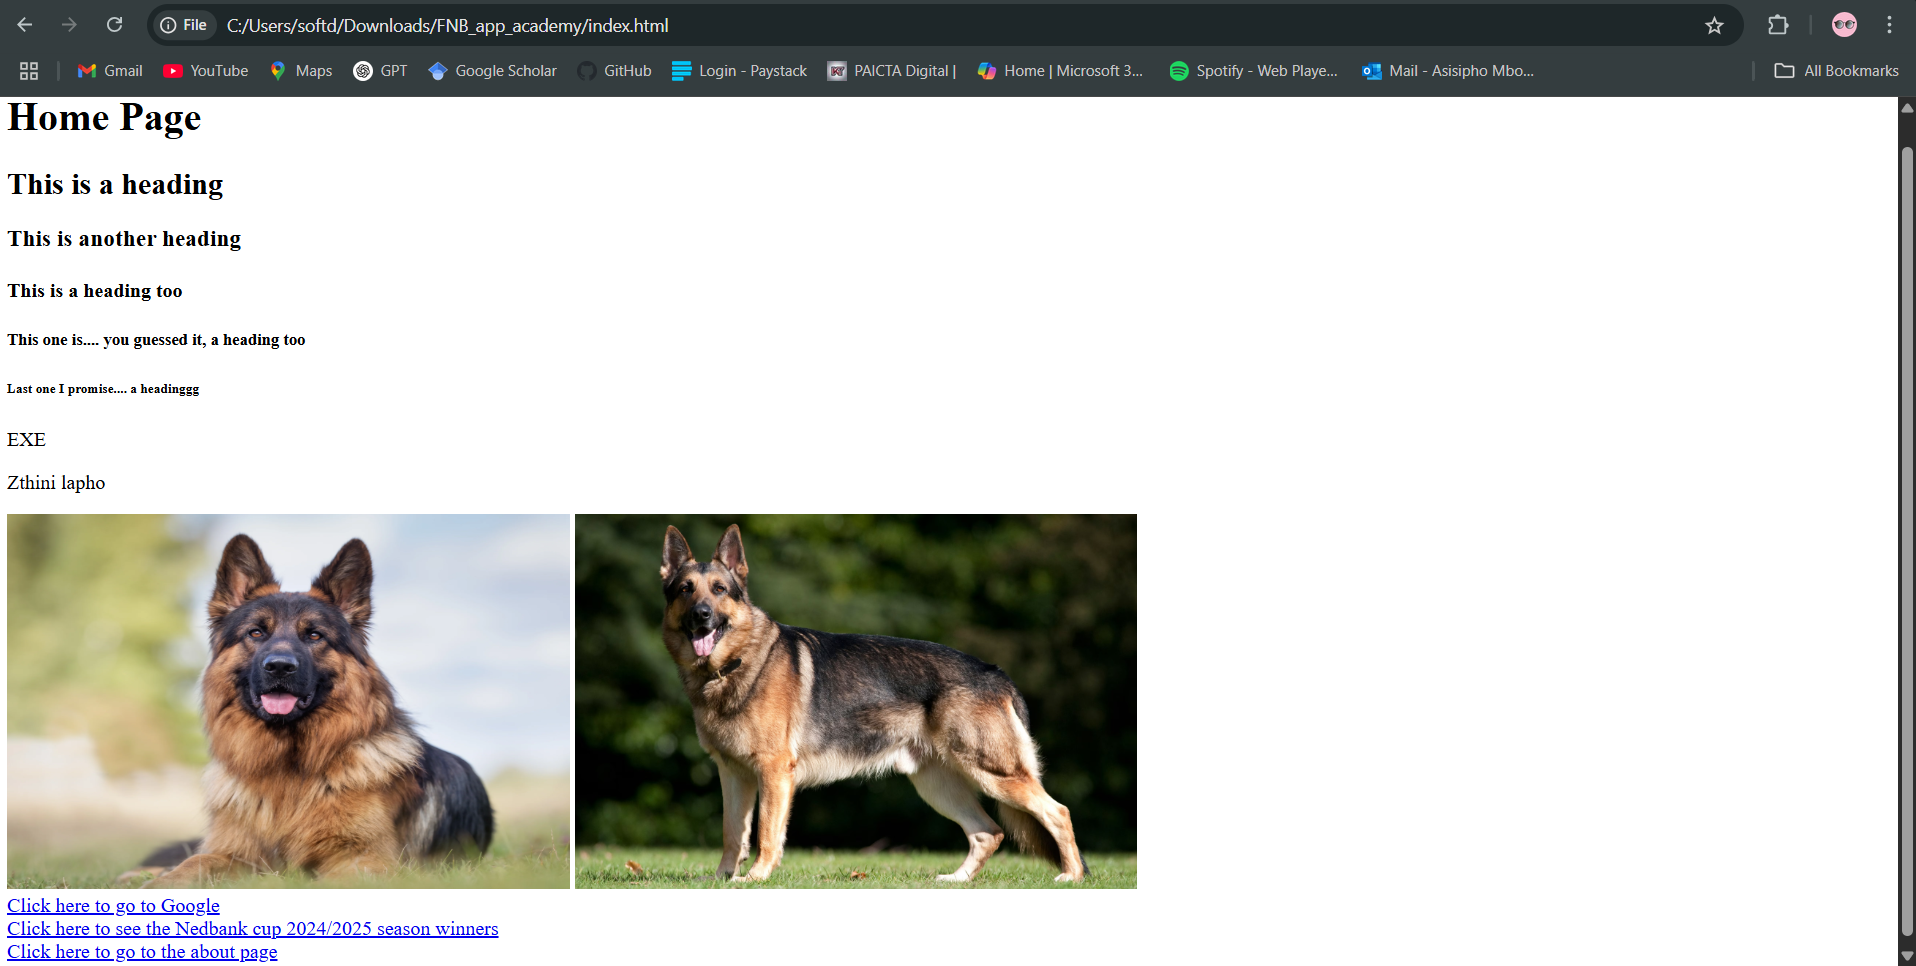 File C:/Users/softd/Downloads/FNB_app_academy/index.html
Gmail YouTube Maps GPT Google Scholar GitHub Login - Paystack PAICTA Digital | Home | Microsoft 3... Spotify - Web Playe... Mail - Asisipho Mbo... All Bookmarks
Home Page
This is a heading
This is another heading
This is a heading too
This one is.... you guessed it, a heading too
Last one I promise.... a headinggg
EXE
Zthini lapho
Click here to go to Google
Click here to see the Nedbank cup 2024/2025 season winners
Click here to go to the about page